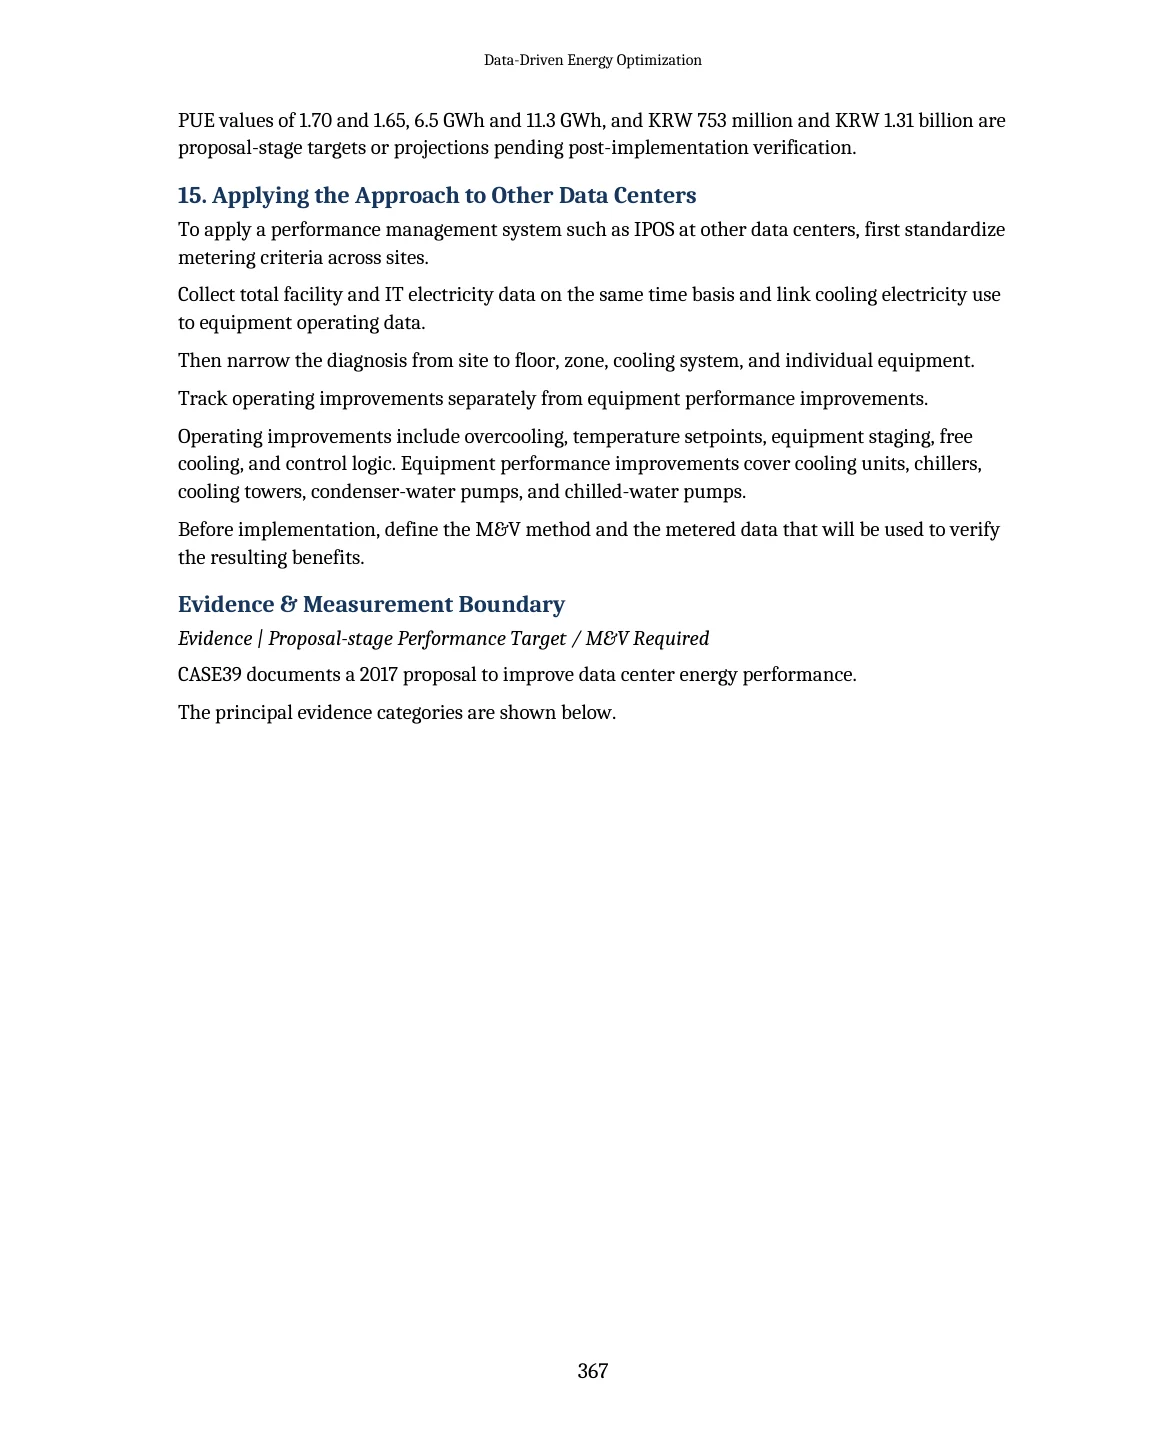 Data-Driven Energy Optimization
PUE values of 1.70 and 1.65, 6.5 GWh and 11.3 GWh, and KRW 753 million and KRW 1.31 billion are
proposal-stage targets or projections pending post-implementation verification.
15. Applying the Approach to Other Data Centers
To apply a performance management system such as IPOS at other data centers, first standardize
metering criteria across sites.
Collect total facility and IT electricity data on the same time basis and link cooling electricity use
to equipment operating data.
Then narrow the diagnosis from site to floor, zone, cooling system, and individual equipment.
Track operating improvements separately from equipment performance improvements.
Operating improvements include overcooling, temperature setpoints, equipment staging, free
cooling, and control logic. Equipment performance improvements cover cooling units, chillers,
cooling towers, condenser-water pumps, and chilled-water pumps.
Before implementation, define the M&V method and the metered data that will be used to verify
the resulting benefits.
Evidence & Measurement Boundary
Evidence | Proposal-stage Performance Target / M&V Required
CASE39 documents a 2017 proposal to improve data center energy performance.
The principal evidence categories are shown below.
367